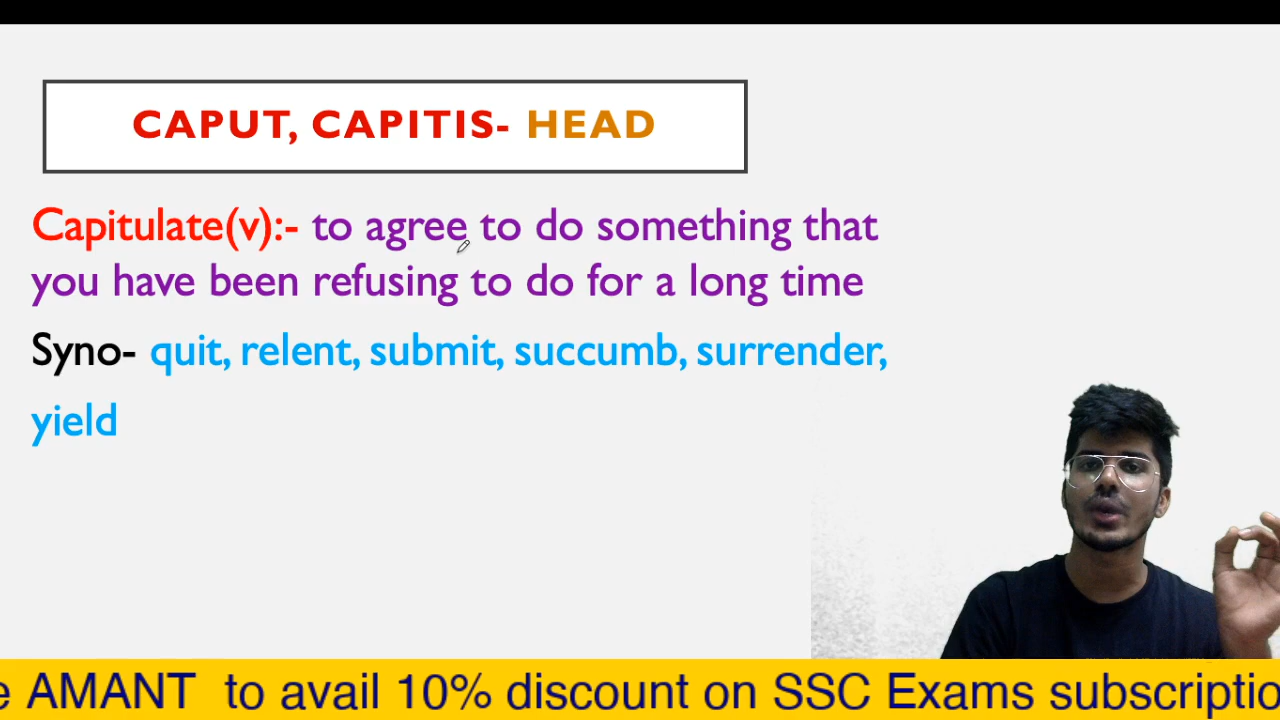 CAPUT, CAPITIS- HEAD
Capitulate(v):- to agree to do something that
you have been refusing to do for a long time
Syno- quit, relent, submit, succumb, surrender,
yield
e AMANT to avail 10% discount on SSC Exams subscriptio